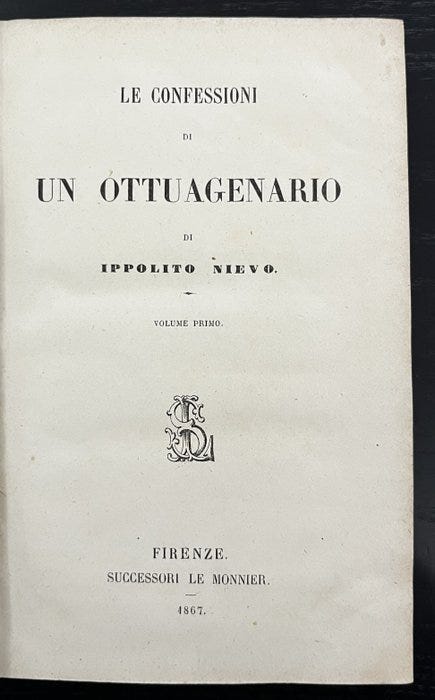 LE CONFESSIONI
DI
UN OTTUAGENARIO
DI
IPPOLITO NIEVO.
VOLUME PRIMO.
FIRENZE.
SUCCESSORI LE MONNIER.
1867.